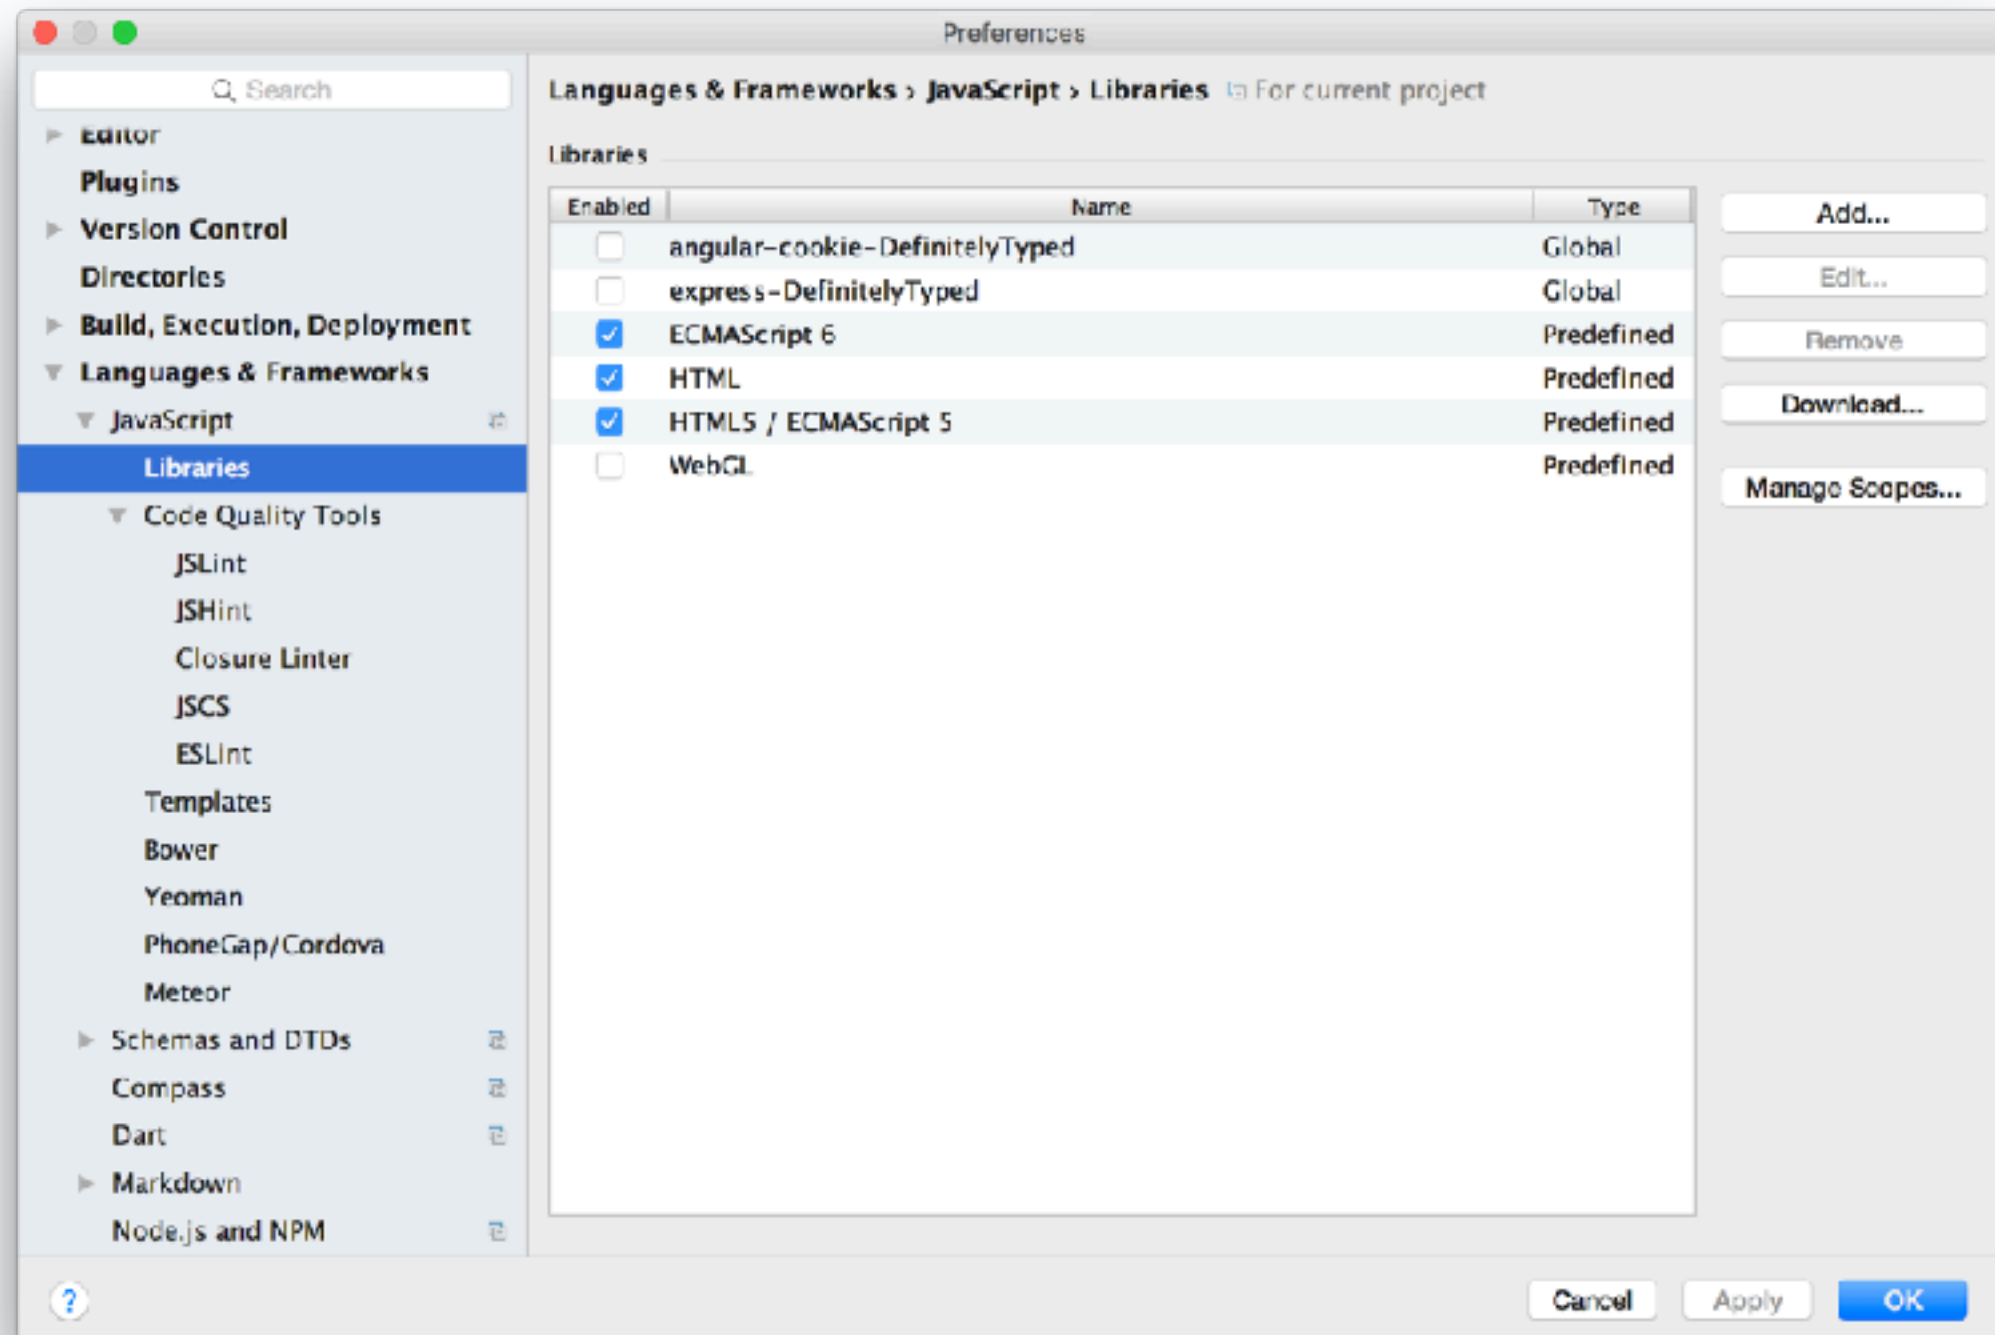 Preferences
Search
Editor
Plugins
Version Control
Directories
Build, Execution, Deployment
Languages & Frameworks
JavaScript
Libraries
Code Quality Tools
JSLint
JSHint
Closure Linter
JSCS
ESLint
Templates
Bower
Yeoman
PhoneGap/Cordova
Meteor
Schemas and DTDs
Compass
Dart
Markdown
Node.js and NPM
Languages & Frameworks › JavaScript › Libraries For current project
Libraries
Enabled Name Type
angular-cookie-DefinitelyTyped Global
express-DefinitelyTyped Global
ECMAScript 6 Predefined
HTML Predefined
HTML5 / ECMAScript 5 Predefined
WebGL Predefined
Add...
Edit...
Remove
Download...
Manage Scopes...
?
Cancel Apply OK